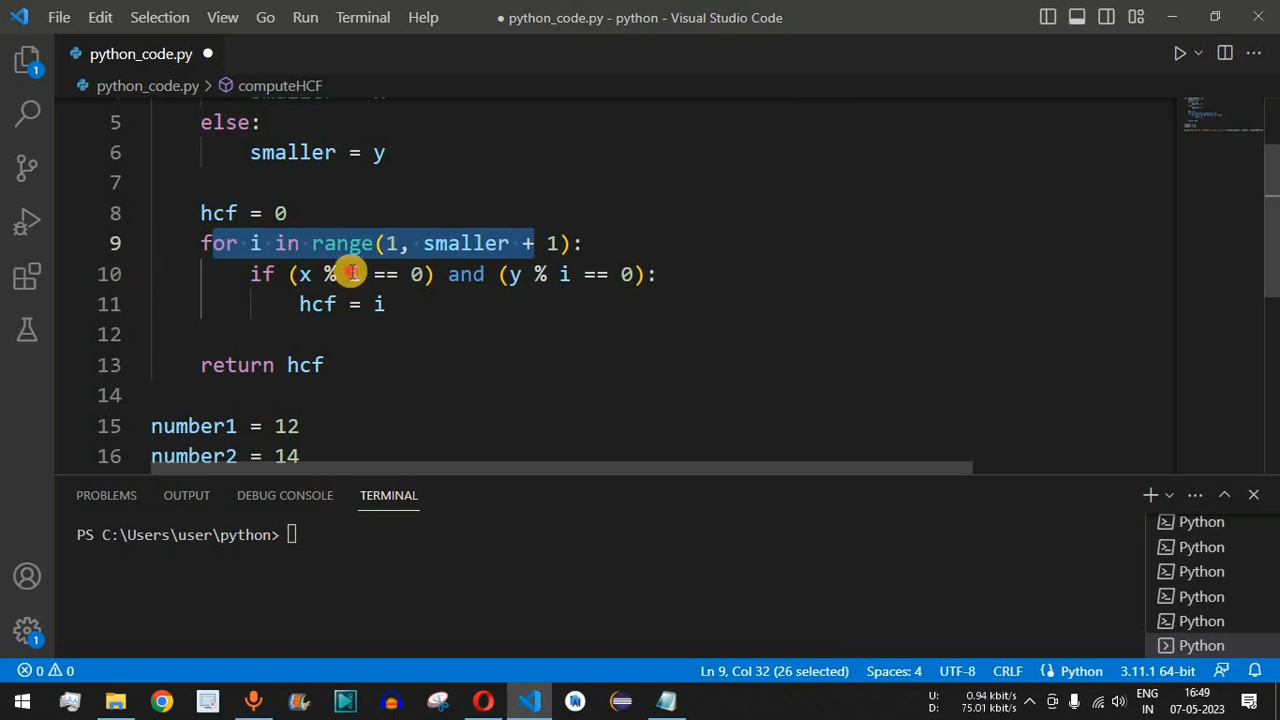 File Edit Selection View Go Run Terminal Help ● python_code.py - python - Visual Studio Code
python_code.py ●
python_code.py > computeHCF
5 else:
6 smaller = y
7
8 hcf = 0
9 for i in range(1, smaller + 1):
10 if (x % i == 0) and (y % i == 0):
11 hcf = i
12
13 return hcf
14
15 number1 = 12
16 number2 = 14
PROBLEMS OUTPUT DEBUG CONSOLE TERMINAL
PS C:\Users\user\python>
Python
Python
Python
Python
Python
Python
1
1
0 0 Ln 9, Col 32 (26 selected) Spaces: 4 UTF-8 CRLF Python 3.11.1 64-bit
U: 0.94 kbit/s
D: 75.01 kbit/s
ENG
IN
16:49
07-05-2023